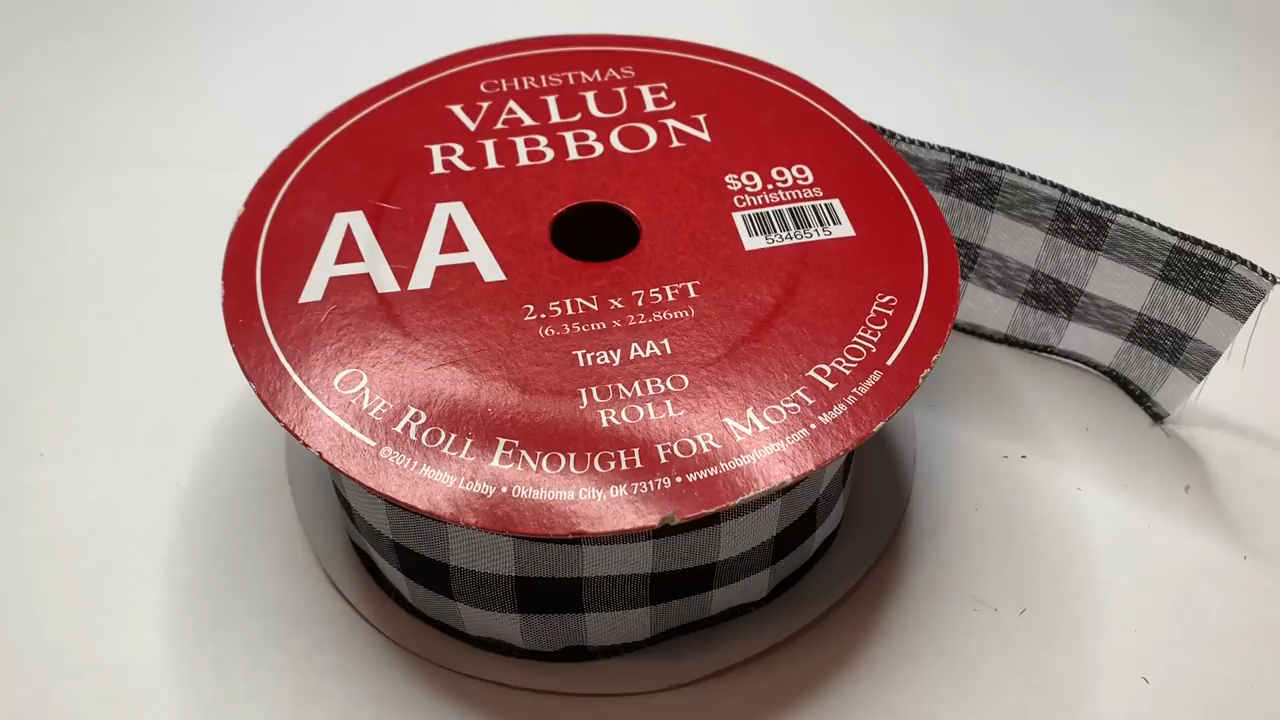 CHRISTMAS
VALUE
RIBBON
$9.99
Christmas
5346515
AA
2.5IN x 75FT
(6.35cm x 22.86m)
Tray AA1
JUMBO
ROLL
ONE ROLL ENOUGH FOR MOST PROJECTS
©2011 Hobby Lobby • Oklahoma City, OK 73179 • www.hobbylobby.com • Made in Taiwan